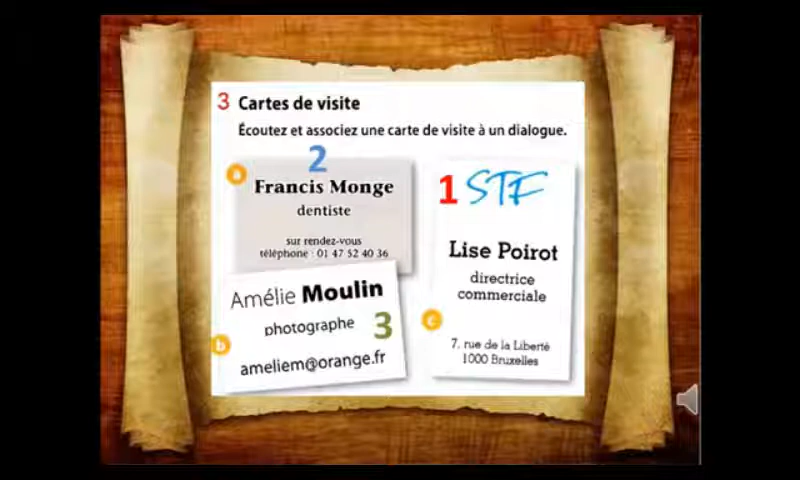 3 Cartes de visite
Écoutez et associez une carte de visite à un dialogue.
2
a
Francis Monge
dentiste
sur rendez-vous
téléphone : 01 47 52 40 36
1 STF
Lise Poirot
directrice
commerciale
c
7, rue de la Liberté
1000 Bruxelles
Amélie Moulin
photographe 3
b
ameliem@orange.fr